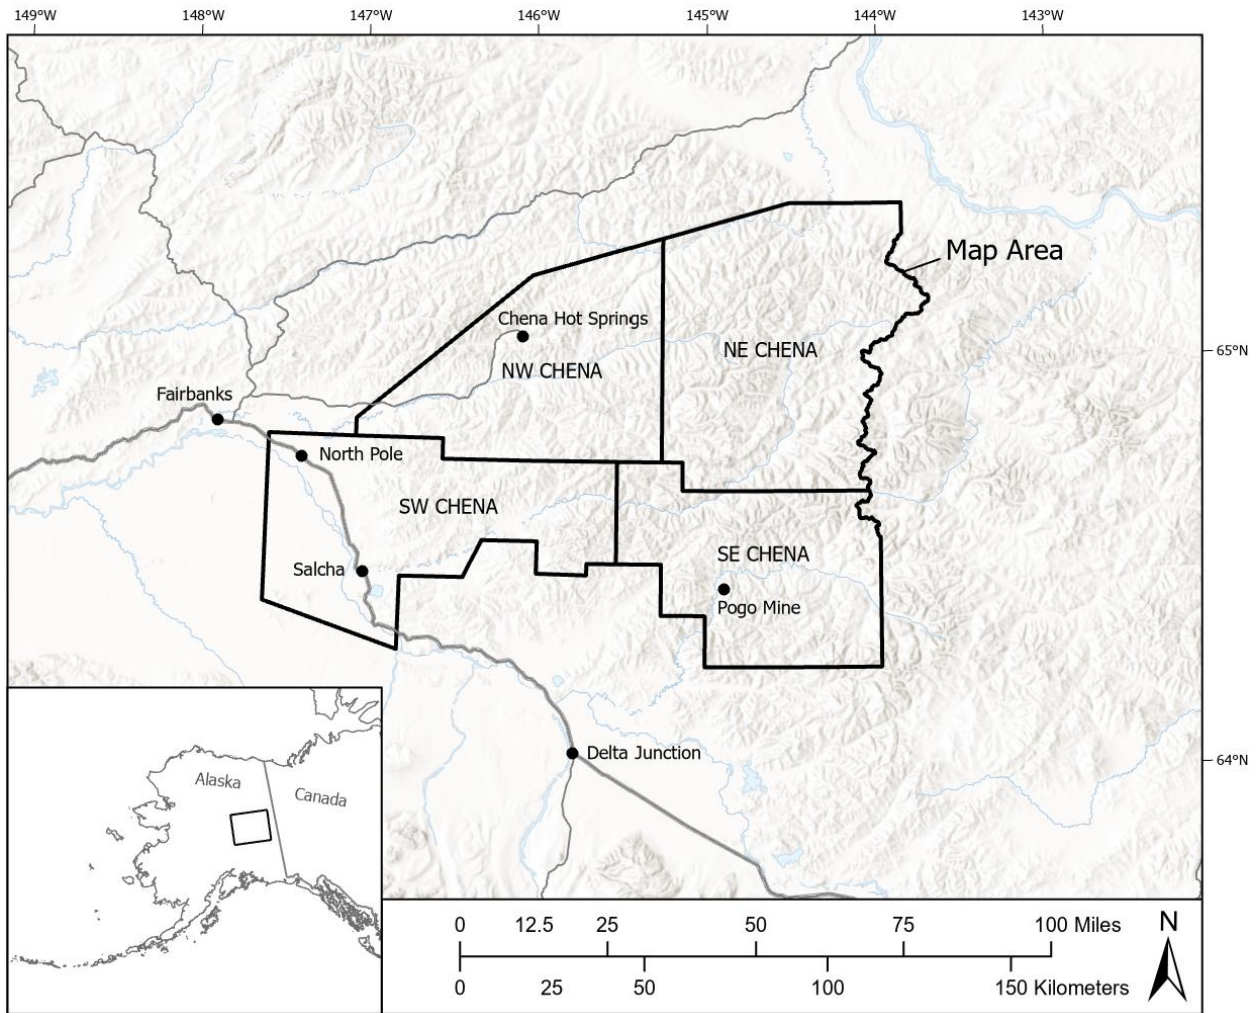 149°W 148°W 147°W 146°W 145°W 144°W 143°W
Map Area
Chena Hot Springs
NE CHENA
65°N
NW CHENA
Fairbanks
North Pole
SW CHENA
SE CHENA
Salcha
Pogo Mine
Delta Junction
64°N
Alaska
Canada
0 12.5 25 50 75 100 Miles
N
0 25 50 100 150 Kilometers